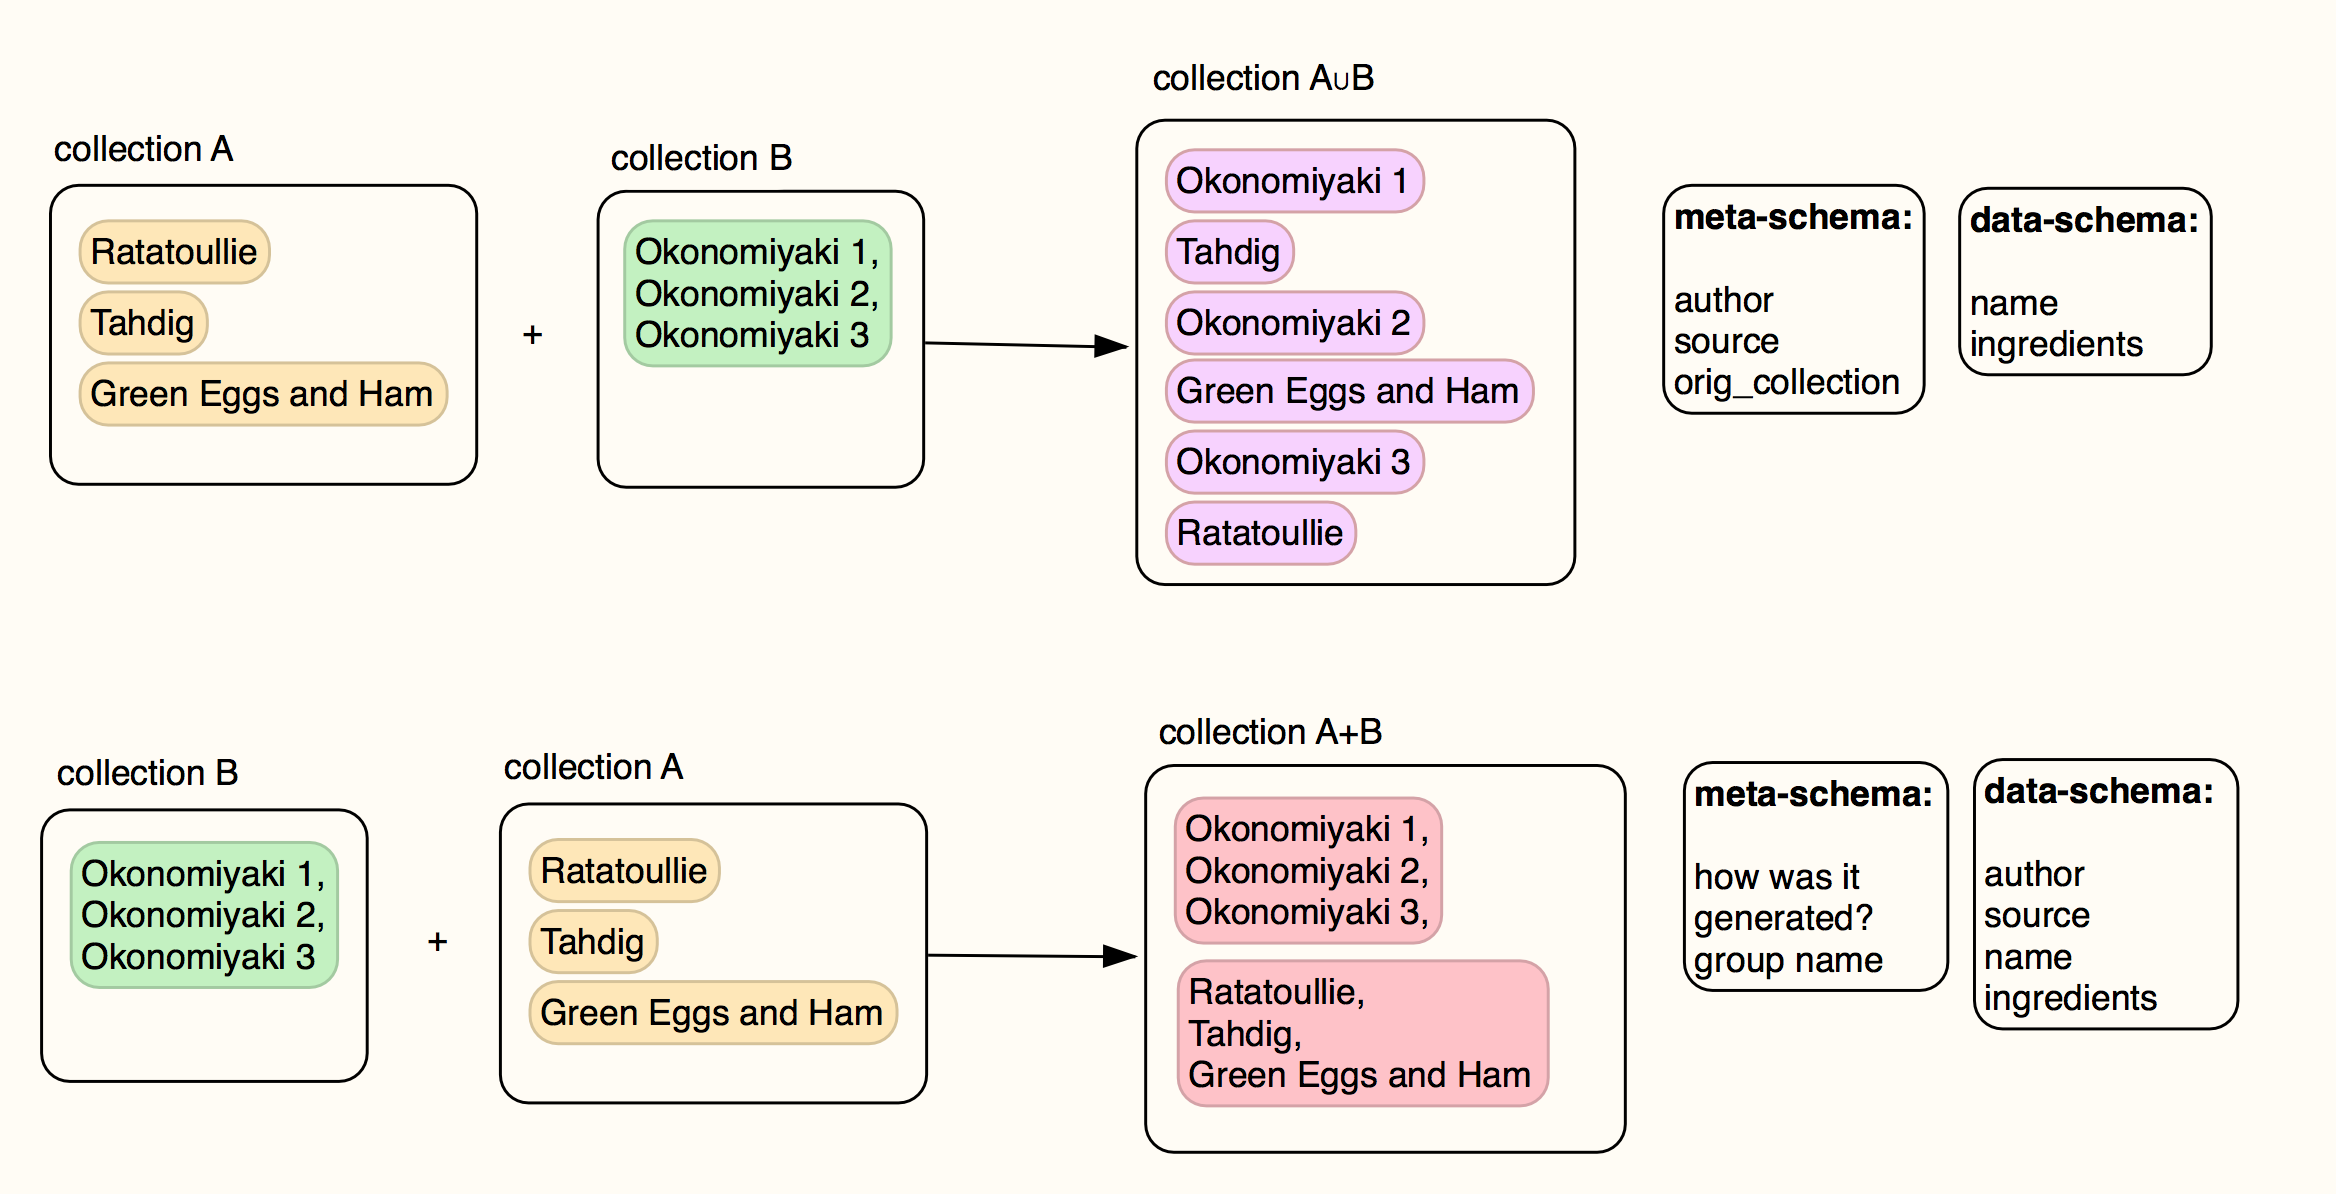 collection A
Ratatoullie
Tahdig
Green Eggs and Ham
+
collection B
Okonomiyaki 1,
Okonomiyaki 2,
Okonomiyaki 3
collection A∪B
Okonomiyaki 1
Tahdig
Okonomiyaki 2
Green Eggs and Ham
Okonomiyaki 3
Ratatoullie
meta-schema:
author
source
orig_collection
data-schema:
name
ingredients
collection B
Okonomiyaki 1,
Okonomiyaki 2,
Okonomiyaki 3
+
collection A
Ratatoullie
Tahdig
Green Eggs and Ham
collection A+B
Okonomiyaki 1,
Okonomiyaki 2,
Okonomiyaki 3,
Ratatoullie,
Tahdig,
Green Eggs and Ham
meta-schema:
how was it
generated?
group name
data-schema:
author
source
name
ingredients